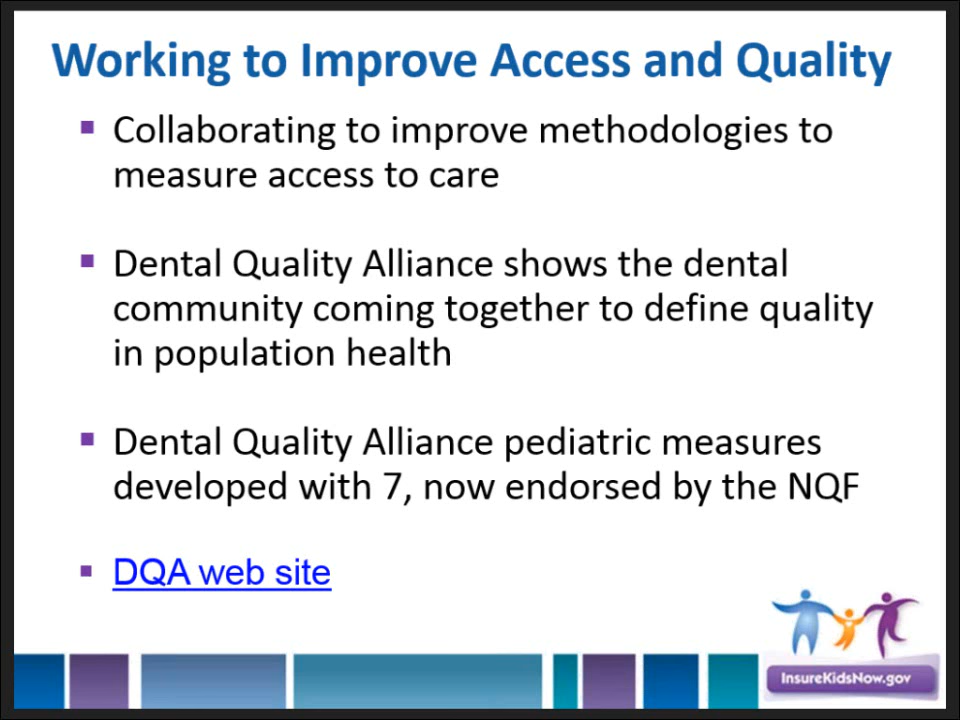 Working to Improve Access and Quality
▪ Collaborating to improve methodologies to
measure access to care
▪ Dental Quality Alliance shows the dental
community coming together to define quality
in population health
▪ Dental Quality Alliance pediatric measures
developed with 7, now endorsed by the NQF
▪ DQA web site
InsureKidsNow.gov